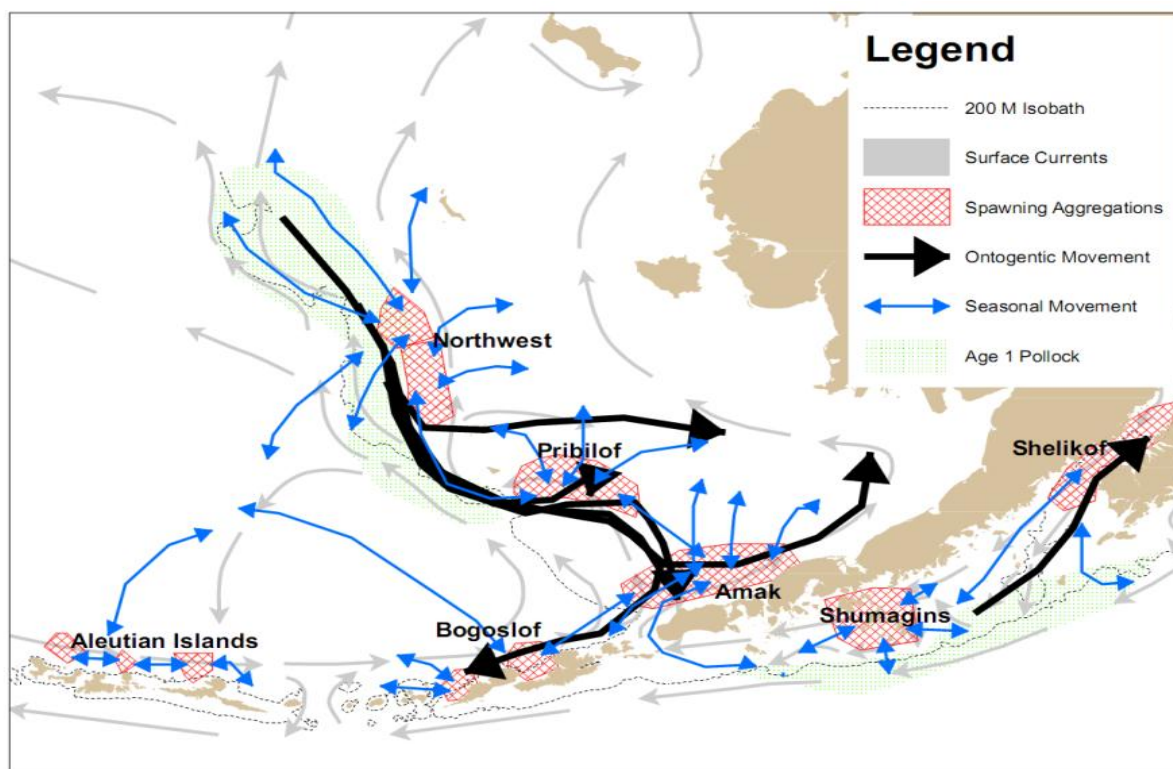 Legend
200 M Isobath
Surface Currents
Spawning Aggregations
Ontogentic Movement
Seasonal Movement
Age 1 Pollock
Northwest
Pribilof
Shelikof
Amak
Shumagins
Bogoslof
Aleutian Islands